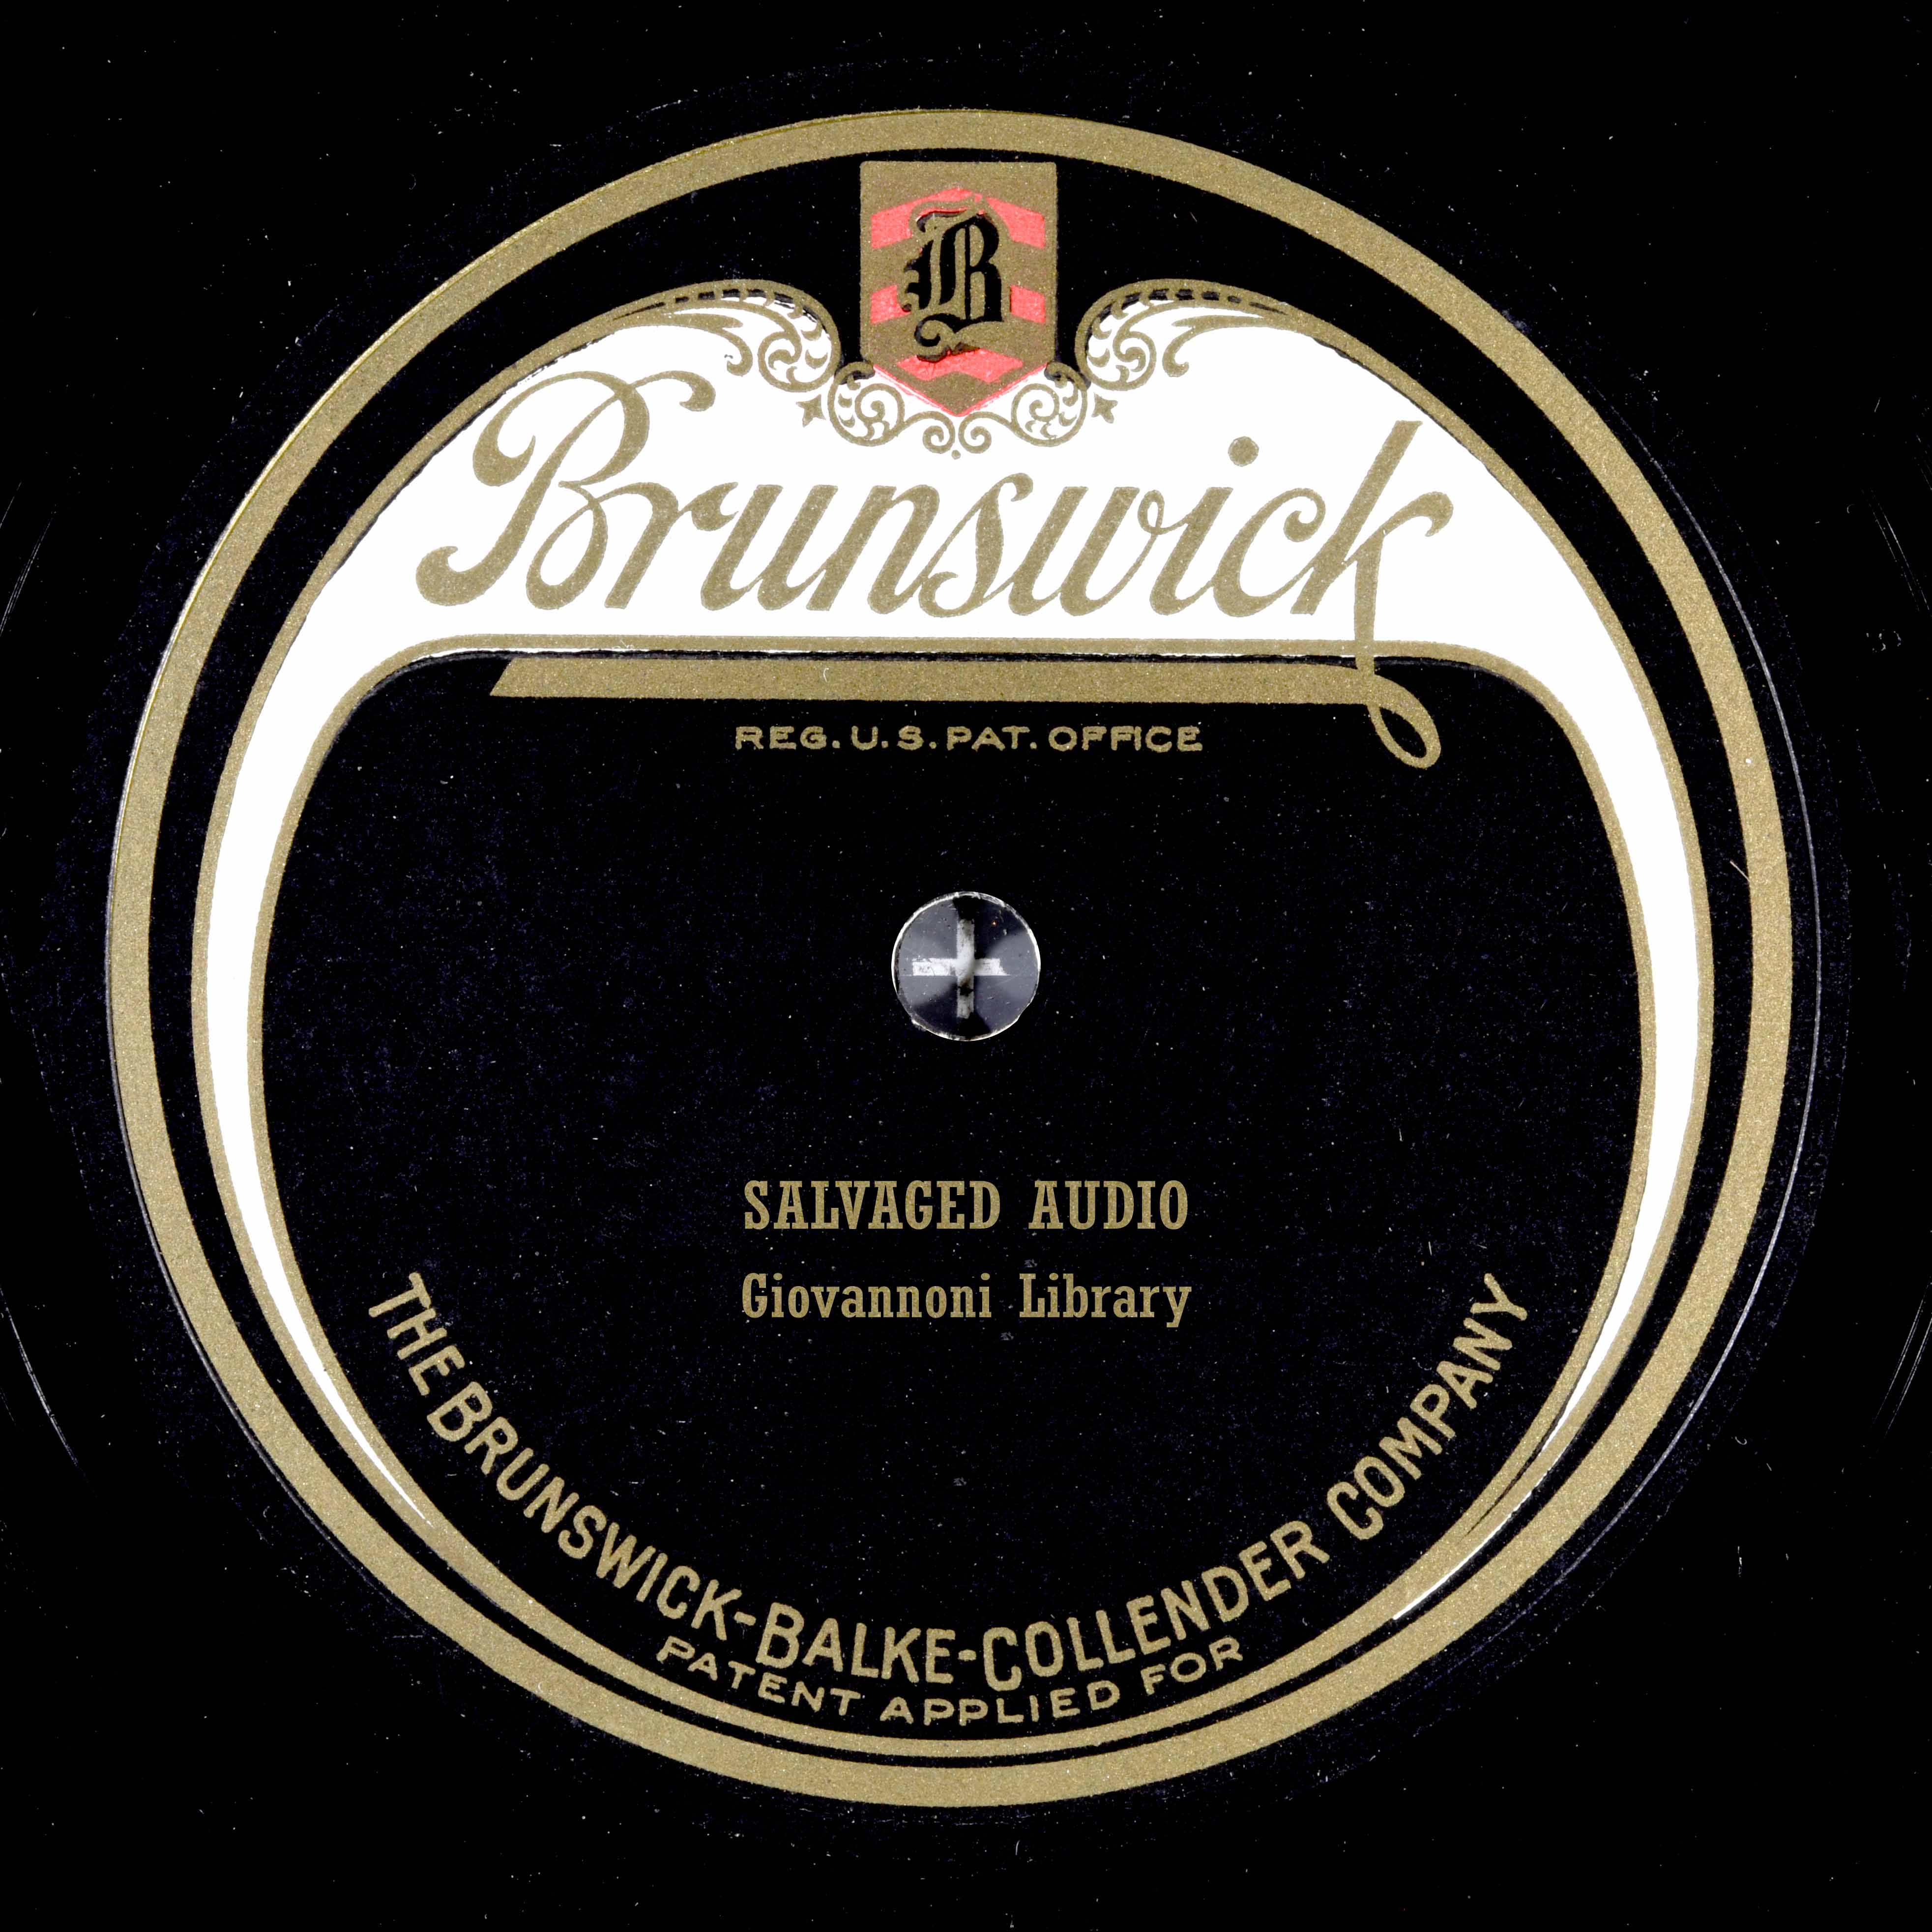 B
Brunswick
REG. U.S. PAT. OFFICE
SALVAGED AUDIO
Giovannoni Library
THE BRUNSWICK-BALKE-COLLENDER COMPANY
PATENT APPLIED FOR